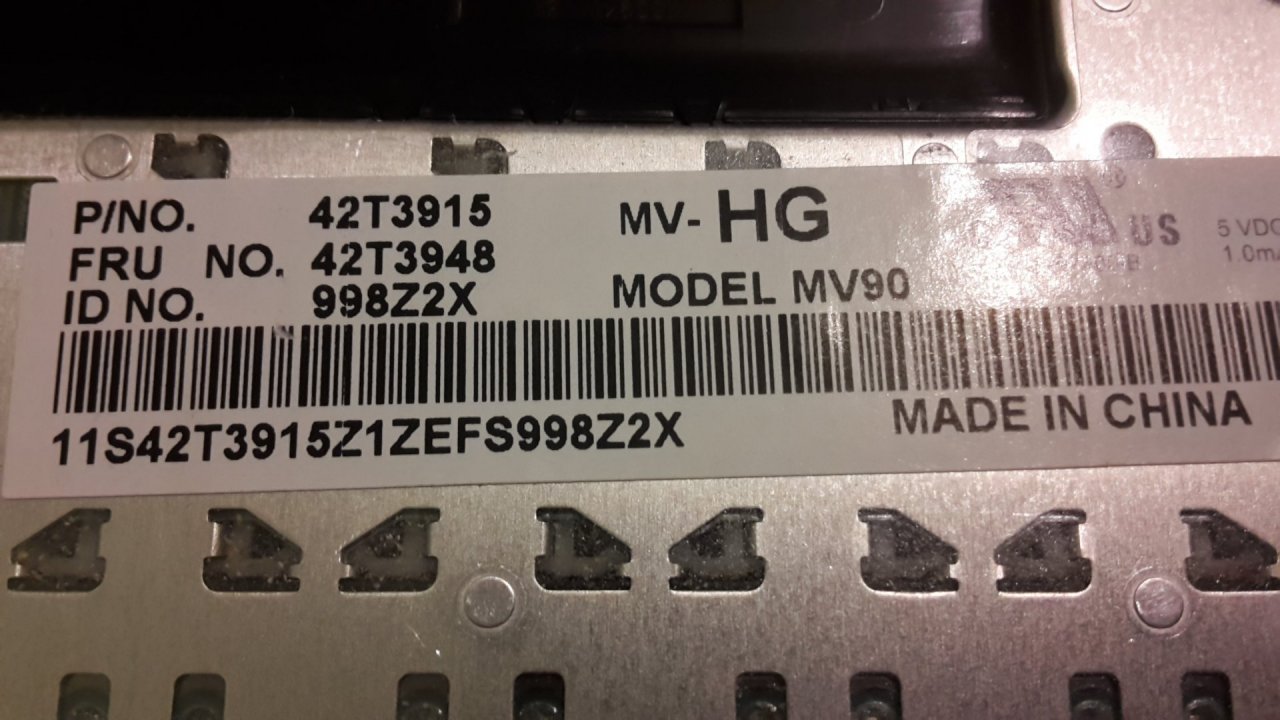 P/NO. 42T3915
FRU NO. 42T3948
ID NO. 998Z2X
MV-HG
MODEL MV90
US
5 VDC
1.0m
11S42T3915Z1ZEFS998Z2X
MADE IN CHINA